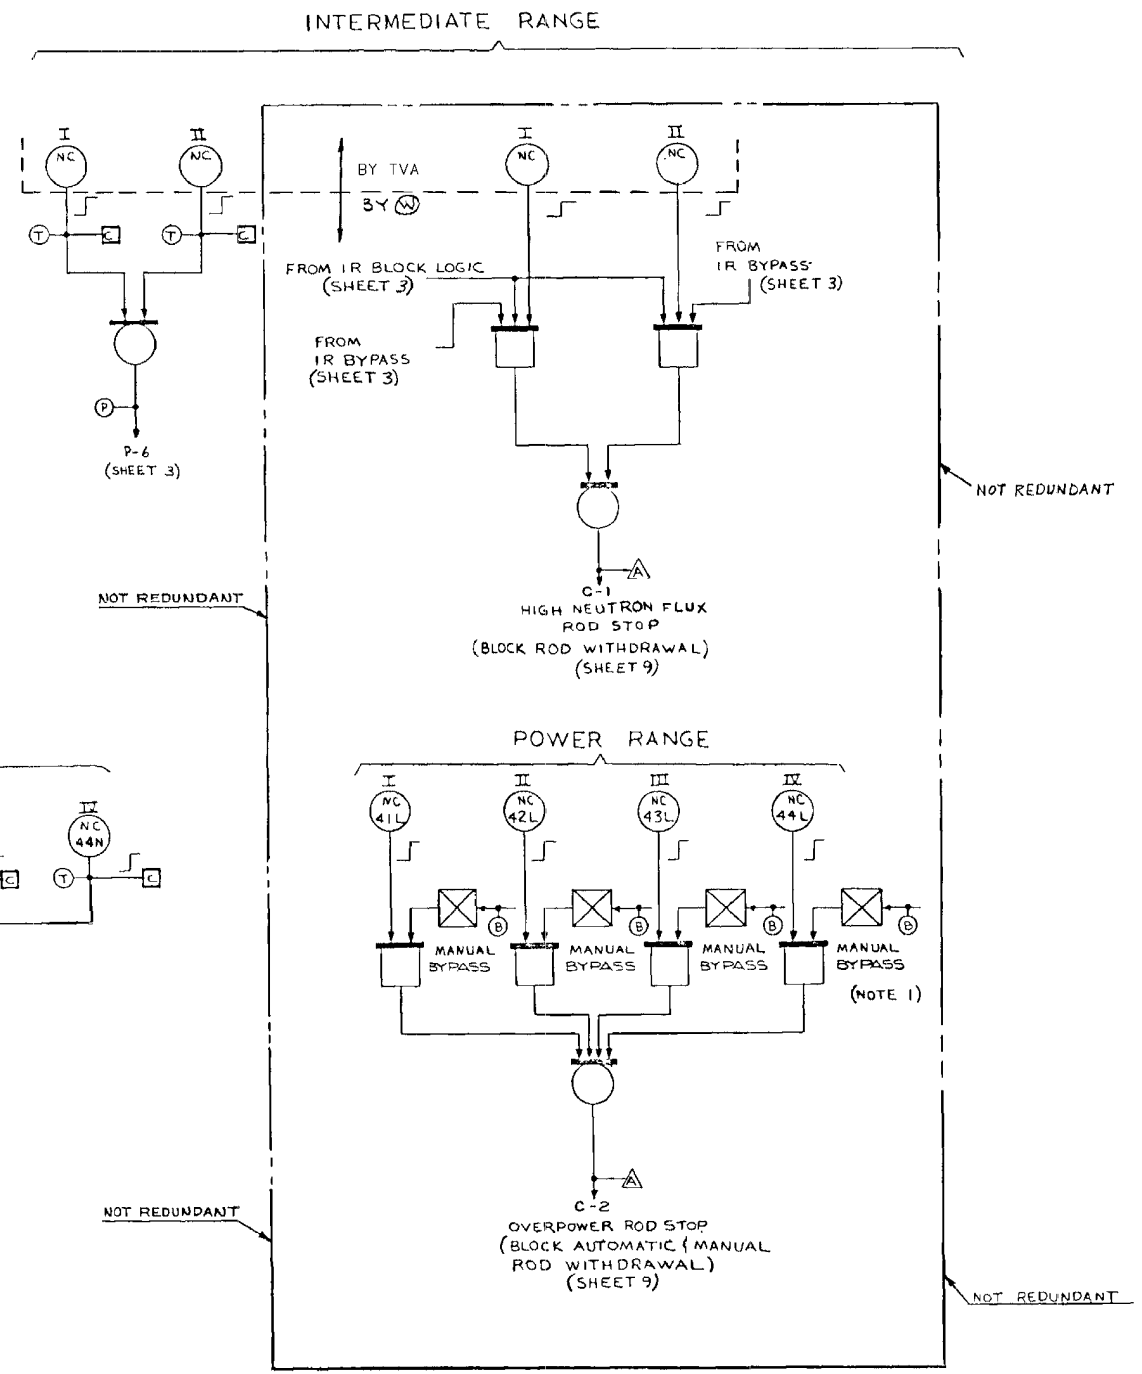 INTERMEDIATE RANGE
I
II
I
II
NC
NC
NC
NC
BY TVA
BY W
T
C
T
C
FROM IR BLOCK LOGIC
(SHEET 3)
FROM
IR BYPASS
(SHEET 3)
FROM
IR BYPASS
(SHEET 3)
P
P-6
(SHEET 3)
NOT REDUNDANT
A
C-1
HIGH NEUTRON FLUX
ROD STOP
(BLOCK ROD WITHDRAWAL)
(SHEET 9)
NOT REDUNDANT
POWER RANGE
I
II
III
IV
NC
41L
NC
42L
NC
43L
NC
44L
IV
NC
44N
C
T
C
B
B
B
B
MANUAL
BYPASS
MANUAL
BYPASS
MANUAL
BYPASS
MANUAL
BYPASS
(NOTE 1)
A
C-2
OVERPOWER ROD STOP
(BLOCK AUTOMATIC & MANUAL
ROD WITHDRAWAL)
(SHEET 9)
NOT REDUNDANT
NOT REDUNDANT